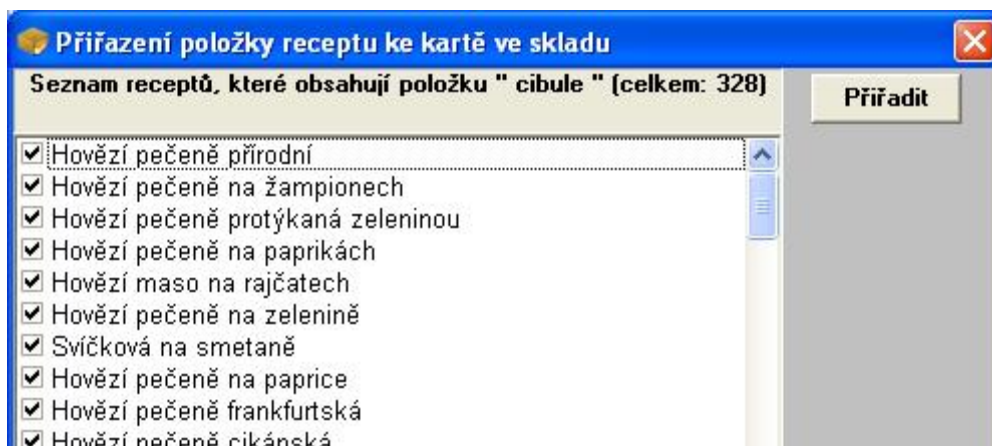 Přiřazení položky receptu ke kartě ve skladu
Seznam receptů, které obsahují položku " cibule " (celkem: 328)
Přiřadit
Hovězí pečeně přírodní
Hovězí pečeně na žampionech
Hovězí pečeně protýkaná zeleninou
Hovězí pečeně na paprikách
Hovězí maso na rajčatech
Hovězí pečeně na zelenině
Svíčková na smetaně
Hovězí pečeně na paprice
Hovězí pečeně frankfurtská
Hovězí pečeně cikánská